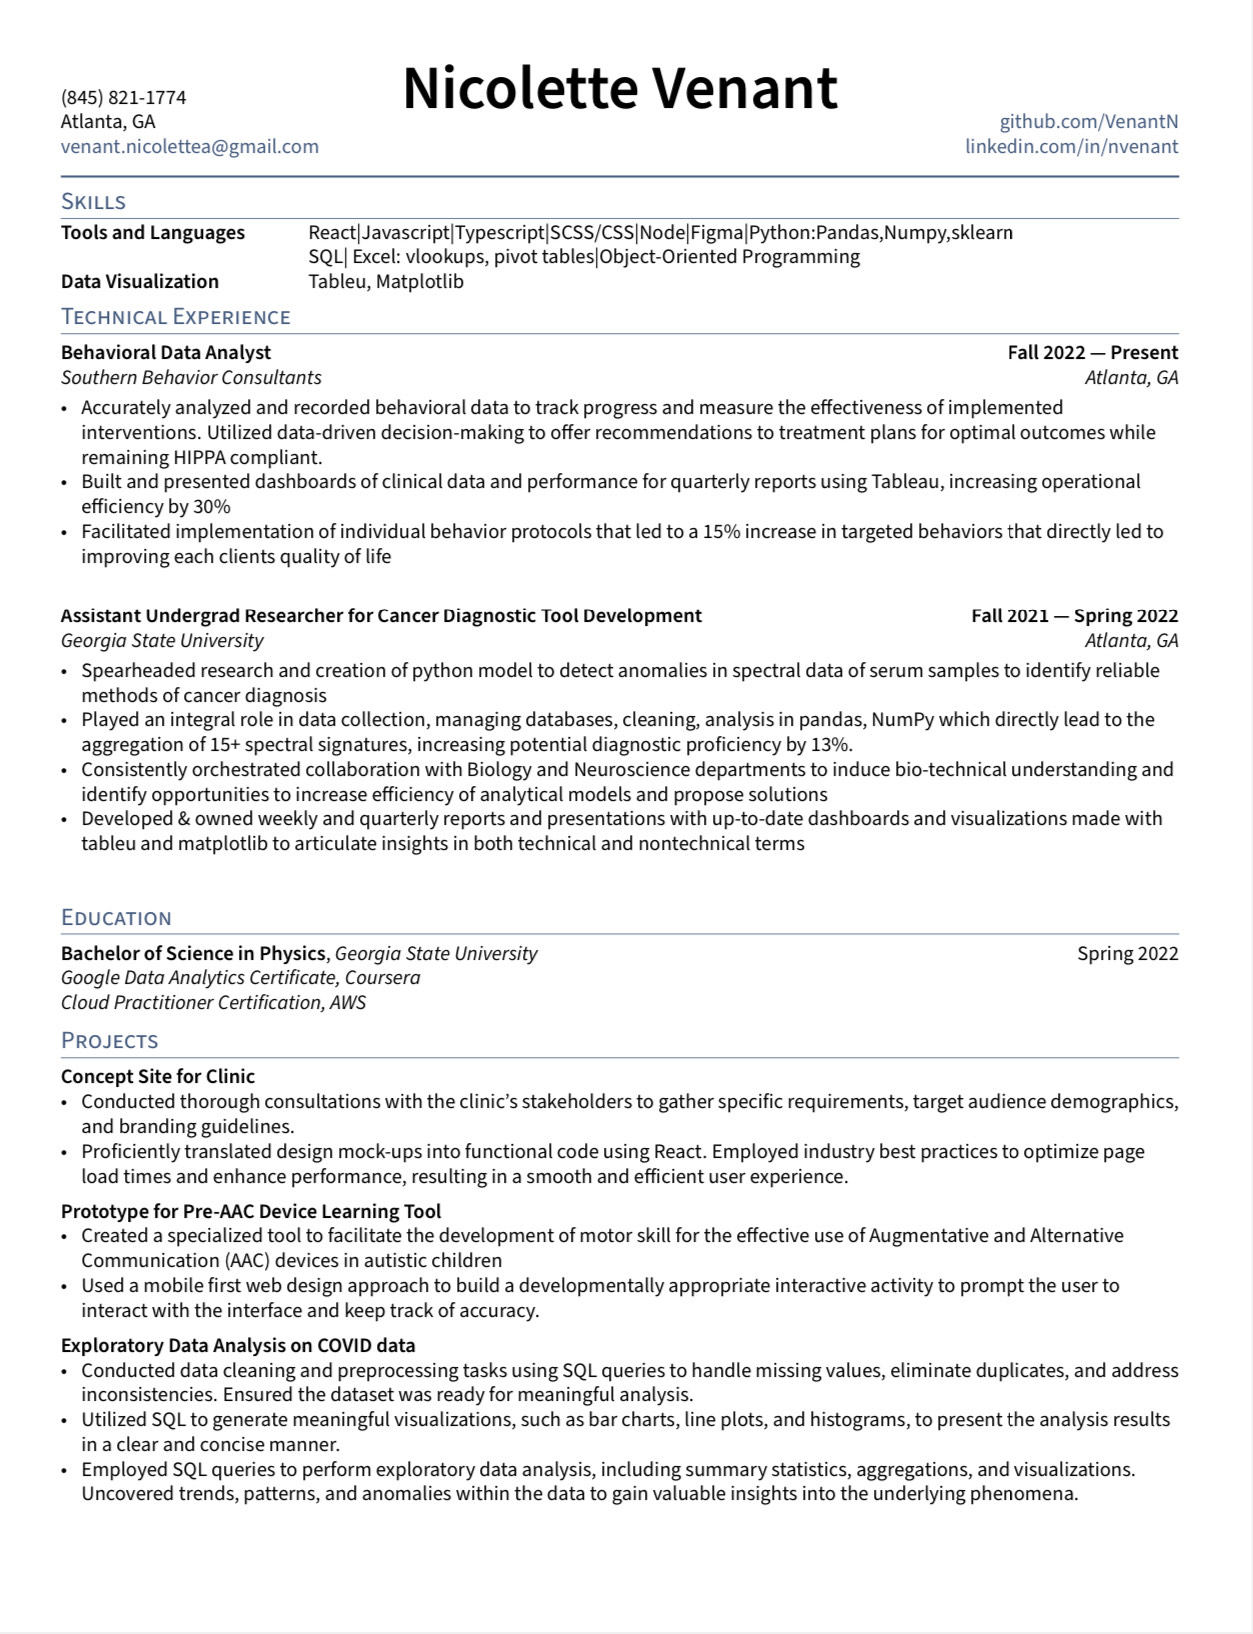 Nicolette Venant
(845) 821-1774
Atlanta, GA
venant.nicolettea@gmail.com
github.com/VenantN
linkedin.com/in/nvenant
Skills
Tools and Languages React|Javascript|Typescript|SCSS/CSS|Node|Figma|Python:Pandas,Numpy,sklearn
SQL| Excel: vlookups, pivot tables|Object-Oriented Programming
Data Visualization Tableu, Matplotlib
Technical Experience
Behavioral Data Analyst Fall 2022 — Present
Southern Behavior Consultants Atlanta, GA
• Accurately analyzed and recorded behavioral data to track progress and measure the effectiveness of implemented
interventions. Utilized data-driven decision-making to offer recommendations to treatment plans for optimal outcomes while
remaining HIPPA compliant.
• Built and presented dashboards of clinical data and performance for quarterly reports using Tableau, increasing operational
efficiency by 30%
• Facilitated implementation of individual behavior protocols that led to a 15% increase in targeted behaviors that directly led to
improving each clients quality of life
Assistant Undergrad Researcher for Cancer Diagnostic Tool Development Fall 2021 — Spring 2022
Georgia State University Atlanta, GA
• Spearheaded research and creation of python model to detect anomalies in spectral data of serum samples to identify reliable
methods of cancer diagnosis
• Played an integral role in data collection, managing databases, cleaning, analysis in pandas, NumPy which directly lead to the
aggregation of 15+ spectral signatures, increasing potential diagnostic proficiency by 13%.
• Consistently orchestrated collaboration with Biology and Neuroscience departments to induce bio-technical understanding and
identify opportunities to increase efficiency of analytical models and propose solutions
• Developed & owned weekly and quarterly reports and presentations with up-to-date dashboards and visualizations made with
tableu and matplotlib to articulate insights in both technical and nontechnical terms
Education
Bachelor of Science in Physics, Georgia State University Spring 2022
Google Data Analytics Certificate, Coursera
Cloud Practitioner Certification, AWS
Projects
Concept Site for Clinic
• Conducted thorough consultations with the clinic’s stakeholders to gather specific requirements, target audience demographics,
and branding guidelines.
• Proficiently translated design mock-ups into functional code using React. Employed industry best practices to optimize page
load times and enhance performance, resulting in a smooth and efficient user experience.
Prototype for Pre-AAC Device Learning Tool
• Created a specialized tool to facilitate the development of motor skill for the effective use of Augmentative and Alternative
Communication (AAC) devices in autistic children
• Used a mobile first web design approach to build a developmentally appropriate interactive activity to prompt the user to
interact with the interface and keep track of accuracy.
Exploratory Data Analysis on COVID data
• Conducted data cleaning and preprocessing tasks using SQL queries to handle missing values, eliminate duplicates, and address
inconsistencies. Ensured the dataset was ready for meaningful analysis.
• Utilized SQL to generate meaningful visualizations, such as bar charts, line plots, and histograms, to present the analysis results
in a clear and concise manner.
• Employed SQL queries to perform exploratory data analysis, including summary statistics, aggregations, and visualizations.
Uncovered trends, patterns, and anomalies within the data to gain valuable insights into the underlying phenomena.